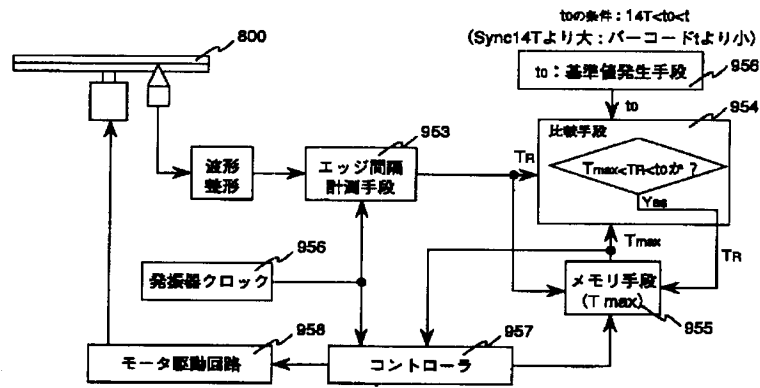 toの条件：14T<to<t
(Sync14Tより大：バーコードtより小)
800
to：基準値発生手段
956
to
954
比較手段
953
エッジ間隔
計測手段
波形
整形
TR
Tmax<TR<toか？
Yes
Tmax
TR
956
発振器クロック
メモリ手段
(Tmax)
955
958
モータ駆動回路
957
コントローラ